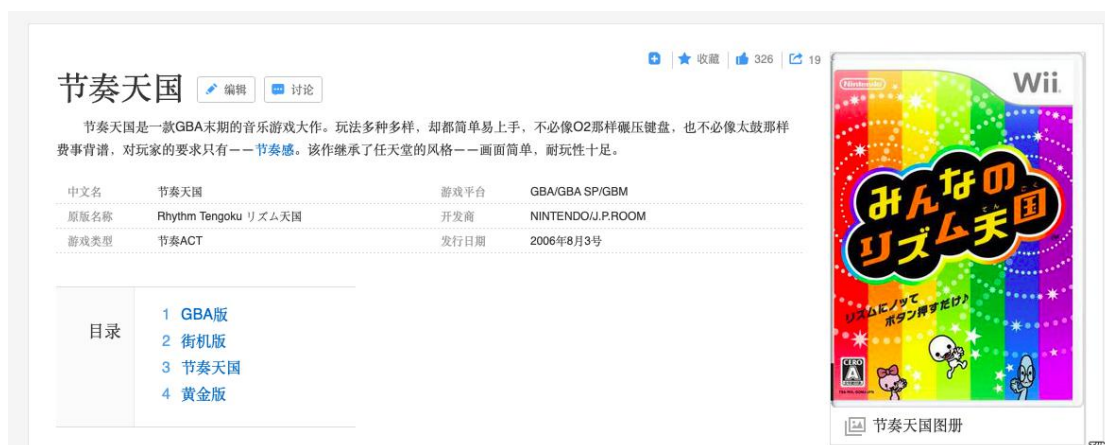 收藏 326 19
节奏天国 编辑 讨论
节奏天国是一款GBA末期的音乐游戏大作。玩法多种多样，却都简单易上手，不必像O2那样碾压键盘，也不必像太鼓那样
费事背谱，对玩家的要求只有——节奏感。该作继承了任天堂的风格——画面简单，耐玩性十足。
中文名 节奏天国 游戏平台 GBA/GBA SP/GBM
原版名称 Rhythm Tengoku リズム天国 开发商 NINTENDO/J.P.ROOM
游戏类型 节奏ACT 发行日期 2006年8月3号
目录
1 GBA版
2 街机版
3 节奏天国
4 黄金版
Nintendo
Wii
みんなの
リズム天国
てんごく
リズムにノッて
ボタン押すだけ♪
CERO
A
节奏天国图册